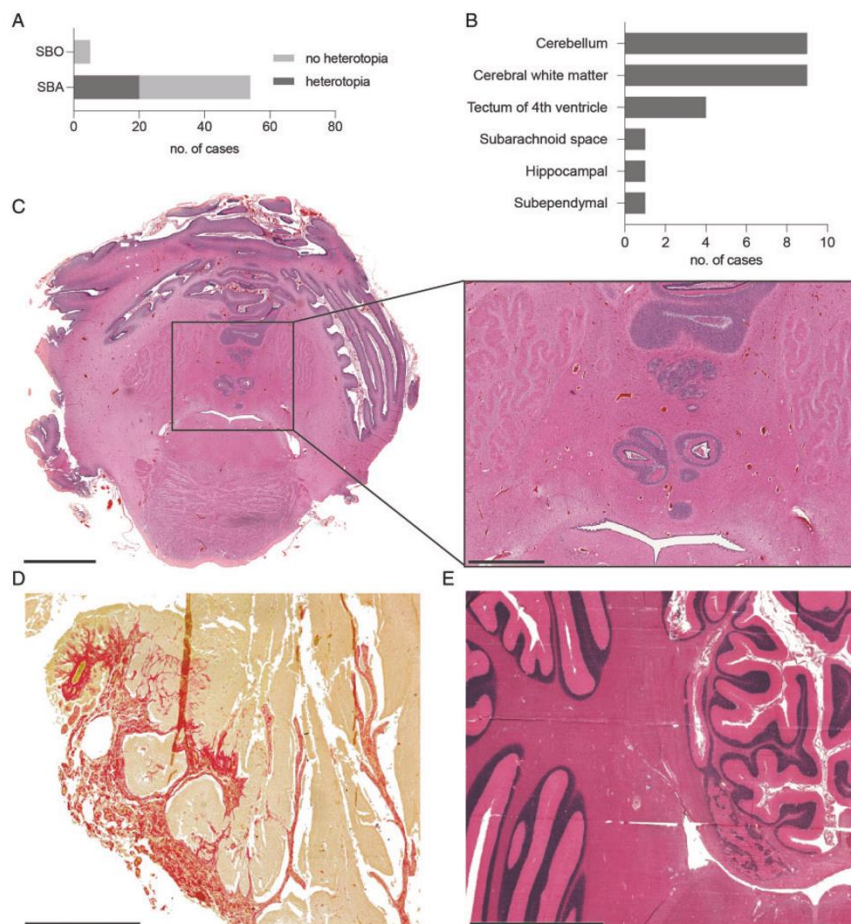 A
SBO
SBA
0 20 40 60 80
no. of cases
no heterotopia
heterotopia
B
Cerebellum
Cerebral white matter
Tectum of 4th ventricle
Subarachnoid space
Hippocampal
Subependymal
0 2 4 6 8 10
no. of cases
C
D
E